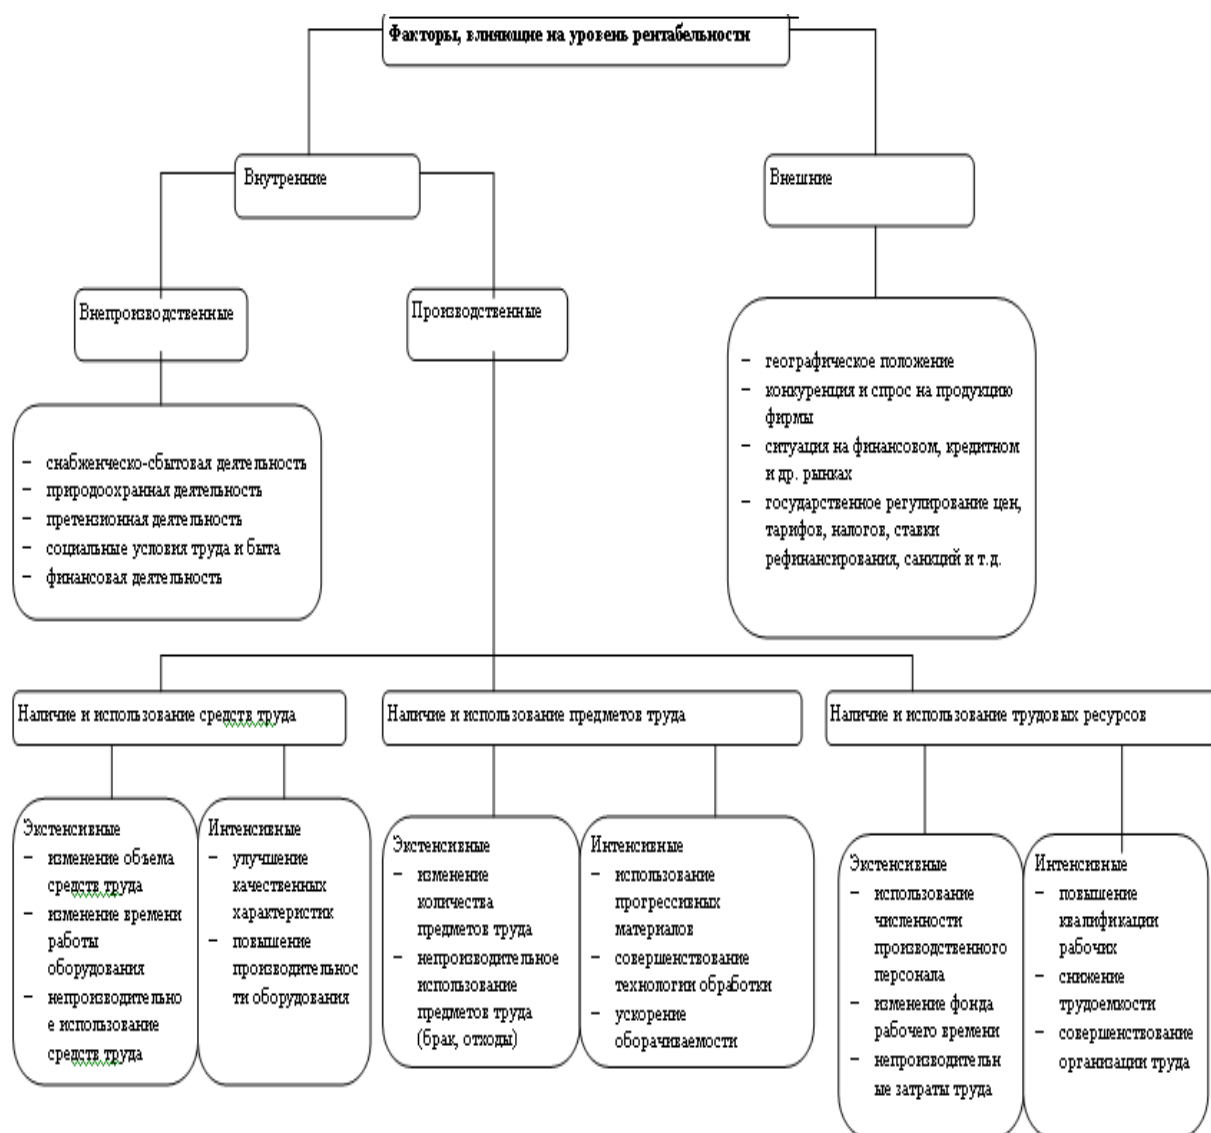 Факторы, влияющие на уровень рентабельности
Внутренние
Внешние
Внепроизводственные
Производственные
– снабженческо-сбытовая деятельность
– природоохранная деятельность
– претензионная деятельность
– социальные условия труда и быта
– финансовая деятельность
– географическое положение
– конкуренция и спрос на продукцию
фирмы
– ситуация на финансовом, кредитном
и др. рынках
– государственное регулирование цен,
тарифов, налогов, ставки
рефинансирования, санкций и т.д.
Наличие и использование средств труда
Наличие и использование предметов труда
Наличие и использование трудовых ресурсов
Экстенсивные
– изменение объема
средств труда
– изменение времени
работы
оборудования
– непроизводительно
е использование
средств труда
Интенсивные
– улучшение
качественных
характеристик
– повышение
производительнос
ти оборудования
Экстенсивные
– изменение
количества
предметов труда
– непроизводительное
использование
предметов труда
(брак, отходы)
Интенсивные
– использование
прогрессивных
материалов
– совершенствование
технологии обработки
– ускорение
оборачиваемости
Экстенсивные
– использование
численности
производственного
персонала
– изменение фонда
рабочего времени
– непроизводительн
ые затраты труда
Интенсивные
– повышение
квалификации
рабочих
– снижение
трудоемкости
– совершенствование
организации труда